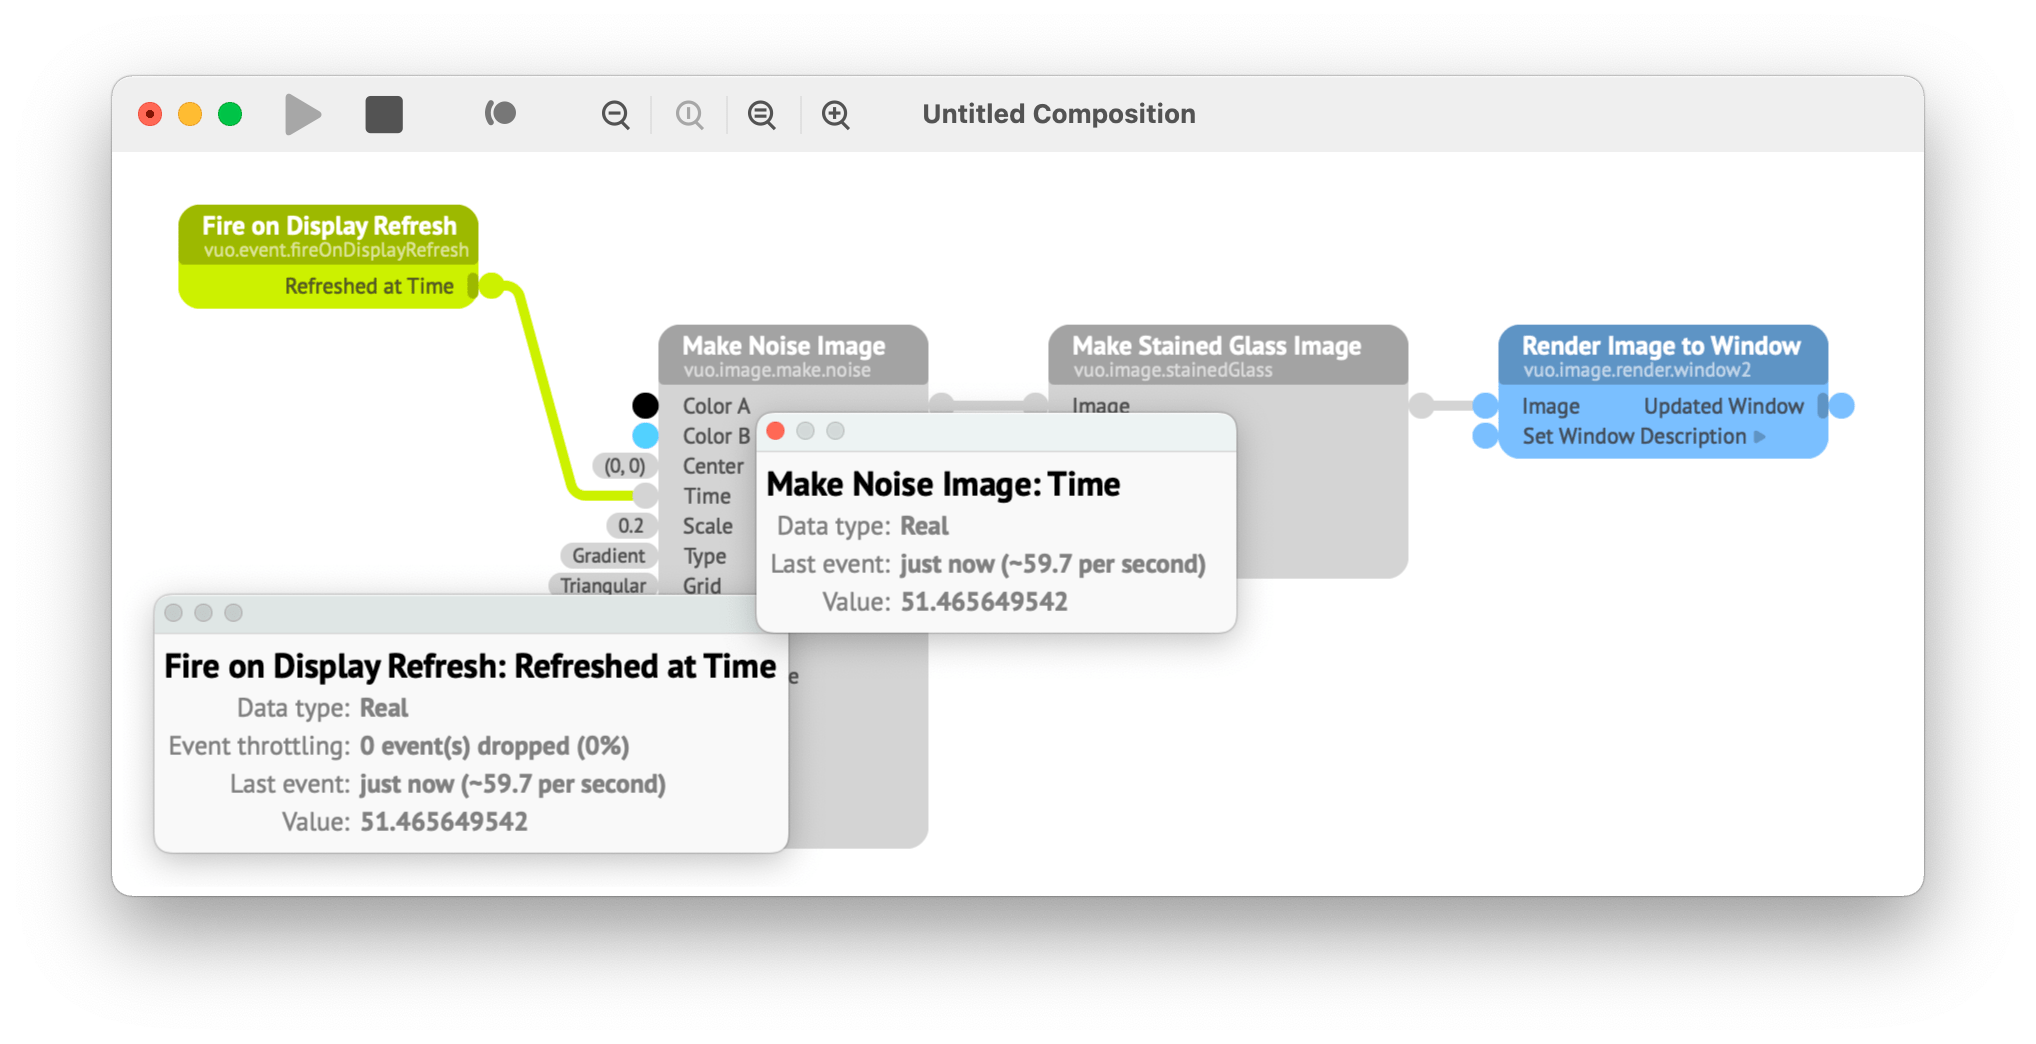 Untitled Composition
Fire on Display Refresh
vuo.event.fireOnDisplayRefresh
Refreshed at Time
Make Noise Image
vuo.image.make.noise
Color A
Color B
(0, 0) Center
Time
0.2 Scale
Gradient Type
Triangular Grid
Make Stained Glass Image
vuo.image.stainedGlass
Image
Render Image to Window
vuo.image.render.window2
Image Updated Window
Set Window Description
Make Noise Image: Time
Data type: Real
Last event: just now (~59.7 per second)
Value: 51.465649542
Fire on Display Refresh: Refreshed at Time
Data type: Real
Event throttling: 0 event(s) dropped (0%)
Last event: just now (~59.7 per second)
Value: 51.465649542